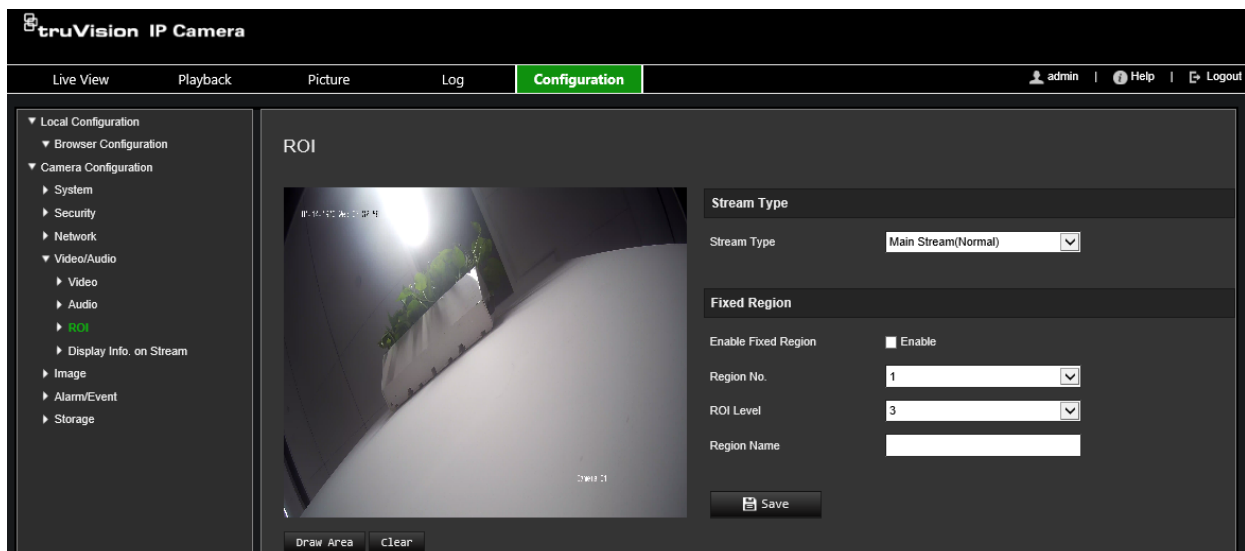 truVision IP Camera
Live View Playback Picture Log Configuration admin | Help | Logout
Local Configuration
Browser Configuration
Camera Configuration
System
Security
Network
Video/Audio
Video
Audio
ROI
Display Info. on Stream
Image
Alarm/Event
Storage
ROI
Camera 01
Draw Area Clear
Stream Type
Stream Type Main Stream(Normal)
Fixed Region
Enable Fixed Region Enable
Region No. 1
ROI Level 3
Region Name
Save